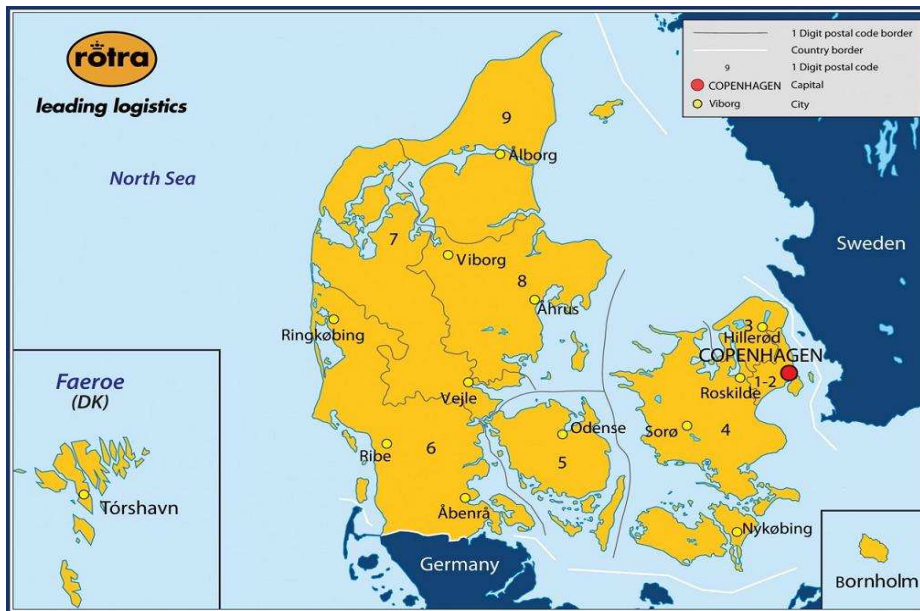 rotra
leading logistics
1 Digit postal code border
Country border
9 1 Digit postal code
COPENHAGEN Capital
Viborg City
North Sea
9
Ålborg
7
Viborg
Sweden
8
Åhrus
Ringkøbing
3
Hillerød
COPENHAGEN
1-2
Roskilde
Vejle
Faeroe
(DK)
Odense
Sorø
4
Ribe
6
5
Tórshavn
Åbenrå
Nykøbing
Germany
Bornholm